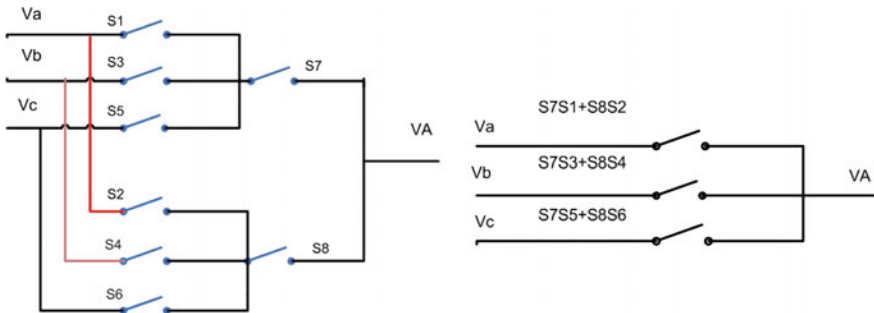 Va
S1
Vb
S3
S7
Vc
S5
VA
S2
S4
S8
S6
S7S1+S8S2
Va
S7S3+S8S4
Vb
VA
S7S5+S8S6
Vc